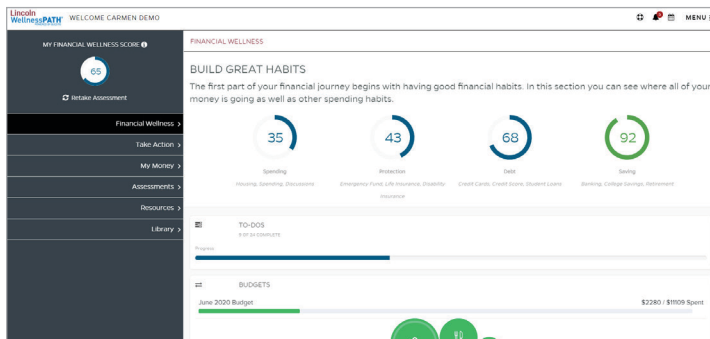 Lincoln
WellnessPATH® WELCOME CARMEN DEMO
MENU
MY FINANCIAL WELLNESS SCORE
65
Retake Assessment
Financial Wellness >
Take Action >
My Money >
Assessments >
Resources >
Library >
FINANCIAL WELLNESS
BUILD GREAT HABITS
The first part of your financial journey begins with having good financial habits. In this section you can see where all of your
money is going as well as other spending habits.
35 43 68 92
Spending Protection Debt Saving
Housing, Spending, Discussions Emergency Fund, Life Insurance, Disability Credit Cards, Credit Score, Student Loans Banking, College Savings, Retirement
Insurance
TO-DOS
OF 24 COMPLETE
Progress
BUDGETS
June 2020 Budget $2280 / $11109 Spent